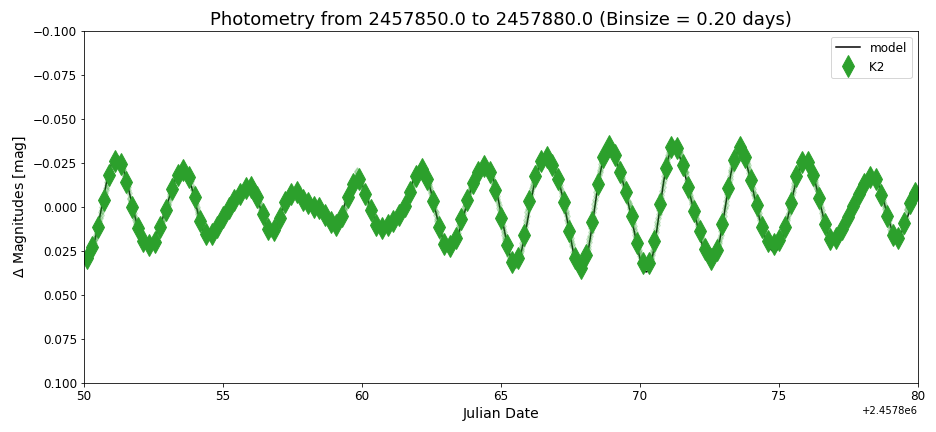 Photometry from 2457850.0 to 2457880.0 (Binsize = 0.20 days)
−0.100
−0.075
−0.050
−0.025
0.000
0.025
0.050
0.075
0.100
Δ Magnitudes [mag]
model
K2
50
55
60
65
70
75
80
Julian Date
+2.4578e6